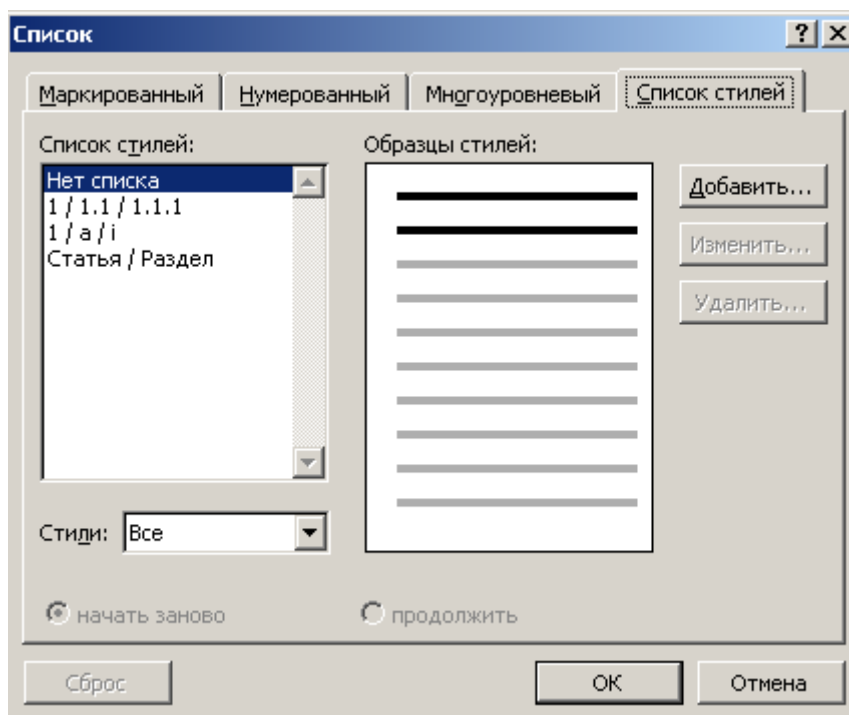 Список
Маркированный Нумерованный Многоуровневый Список стилей
Список стилей: Образцы стилей:
Нет списка
1 / 1.1 / 1.1.1
1 / a / i
Статья / Раздел
Добавить...
Изменить...
Удалить...
Стили: Все
начать заново продолжить
Сброс ОК Отмена